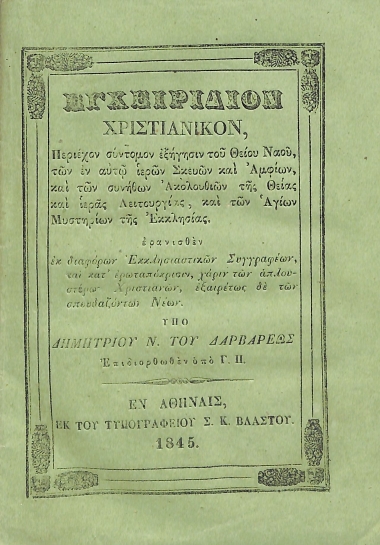 ΕΓΧΕΙΡΙΔΙΟΝ
ΧΡΙΣΤΙΑΝΙΚΟΝ,
Περιέχον σύντομον ἐξήγησιν τοῦ Θείου Ναοῦ,
τῶν ἐν αὐτῷ ἱερῶν Σκευῶν καὶ Ἀμφίων,
καὶ τῶν συνήθων Ἀκολουθιῶν τῆς Θείας
καὶ ἱερᾶς Λειτουργίας, καὶ τῶν Ἁγίων
Μυστηρίων τῆς Ἐκκλησίας.
ἐρανισθὲν
ἐκ διαφόρων Ἐκκλησιαστικῶν Συγγραφέων,
καὶ κατ' ἐρωταπόκρισιν, χάριν τῶν ἁπλου-
στέρων Χριστιανῶν, ἐξαιρέτως δὲ τῶν
σπουδαζόντων Νέων.
ΥΠΟ
ΔΗΜΗΤΡΙΟΥ Ν. ΤΟΥ ΔΑΡΒΑΡΕΩΣ
Ἐπιδιορθωθὲν ὑπὸ Γ. Π.
ΕΝ ΑΘΗΝΑΙΣ,
ΕΚ ΤΟΥ ΤΥΠΟΓΡΑΦΕΙΟΥ Σ. Κ. ΒΛΑΣΤΟΥ.
1845.